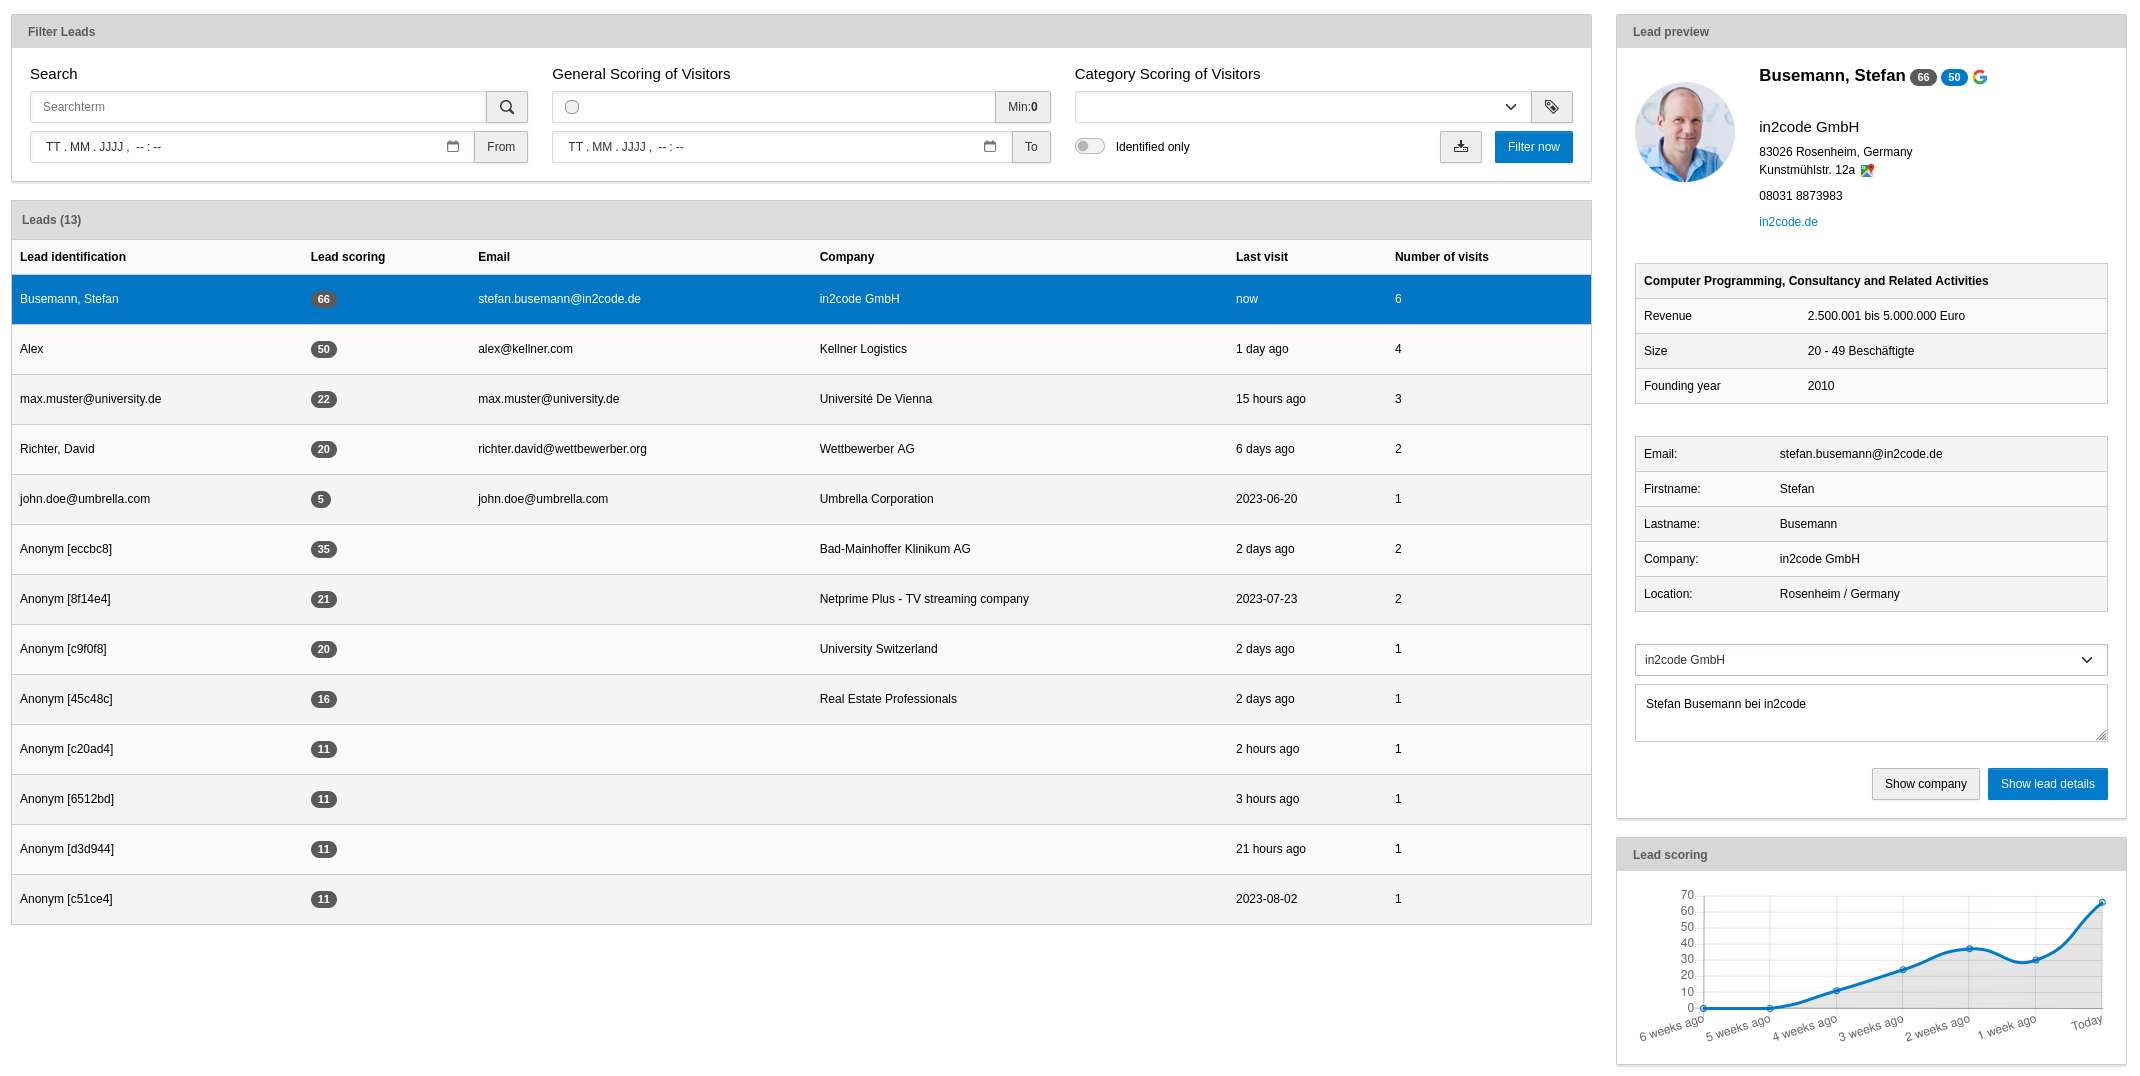 Filter Leads
Search
General Scoring of Visitors
Category Scoring of Visitors
Searchterm
Min:0
TT . MM . JJJJ ,  -- : --
From
TT . MM . JJJJ ,  -- : --
To
Identified only
Filter now
Leads (13)
Lead identification Lead scoring Email Company Last visit Number of visits
Busemann, Stefan 66 stefan.busemann@in2code.de in2code GmbH now 6
Alex 50 alex@kellner.com Kellner Logistics 1 day ago 4
max.muster@university.de 22 max.muster@university.de Université De Vienna 15 hours ago 3
Richter, David 20 richter.david@wettbewerber.org Wettbewerber AG 6 days ago 2
john.doe@umbrella.com 5 john.doe@umbrella.com Umbrella Corporation 2023-06-20 1
Anonym [eccbc8] 35 Bad-Mainhoffer Klinikum AG 2 days ago 2
Anonym [8f14e4] 21 Netprime Plus - TV streaming company 2023-07-23 2
Anonym [c9f0f8] 20 University Switzerland 2 days ago 1
Anonym [45c48c] 16 Real Estate Professionals 2 days ago 1
Anonym [c20ad4] 11 2 hours ago 1
Anonym [6512bd] 11 3 hours ago 1
Anonym [d3d944] 11 21 hours ago 1
Anonym [c51ce4] 11 2023-08-02 1
Lead preview
Busemann, Stefan 66 50
in2code GmbH
83026 Rosenheim, Germany
Kunstmühlstr. 12a
08031 8873983
in2code.de
Computer Programming, Consultancy and Related Activities
Revenue 2.500.001 bis 5.000.000 Euro
Size 20 - 49 Beschäftigte
Founding year 2010
Email: stefan.busemann@in2code.de
Firstname: Stefan
Lastname: Busemann
Company: in2code GmbH
Location: Rosenheim / Germany
in2code GmbH
Stefan Busemann bei in2code
Show company
Show lead details
Lead scoring
70
60
50
40
30
20
10
0
6 weeks ago 5 weeks ago 4 weeks ago 3 weeks ago 2 weeks ago 1 week ago Today